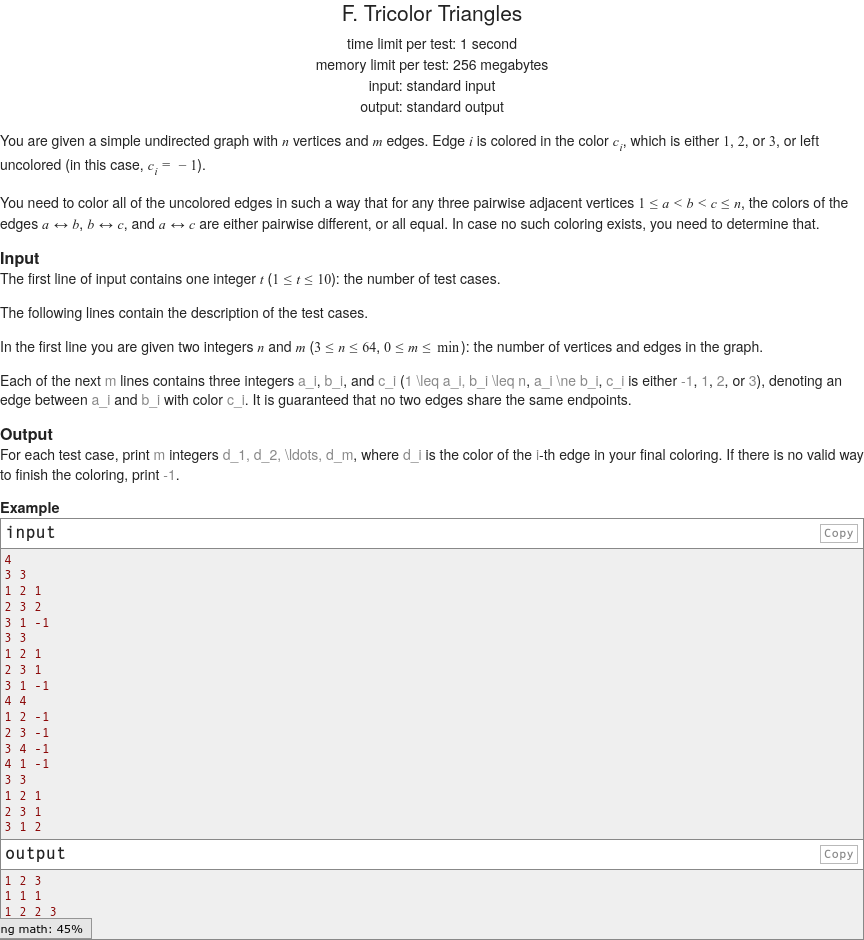 F. Tricolor Triangles
time limit per test: 1 second
memory limit per test: 256 megabytes
input: standard input
output: standard output
You are given a simple undirected graph with n vertices and m edges. Edge i is colored in the color c_i, which is either 1, 2, or 3, or left
uncolored (in this case, c_i = − 1).
You need to color all of the uncolored edges in such a way that for any three pairwise adjacent vertices 1 ≤ a < b < c ≤ n, the colors of the
edges a ↔ b, b ↔ c, and a ↔ c are either pairwise different, or all equal. In case no such coloring exists, you need to determine that.
Input
The first line of input contains one integer t (1 ≤ t ≤ 10): the number of test cases.
The following lines contain the description of the test cases.
In the first line you are given two integers n and m (3 ≤ n ≤ 64, 0 ≤ m ≤ min): the number of vertices and edges in the graph.
Each of the next m lines contains three integers a_i, b_i, and c_i (1 \leq a_i, b_i \leq n, a_i \ne b_i, c_i is either -1, 1, 2, or 3), denoting an
edge between a_i and b_i with color c_i. It is guaranteed that no two edges share the same endpoints.
Output
For each test case, print m integers d_1, d_2, \ldots, d_m, where d_i is the color of the i-th edge in your final coloring. If there is no valid way
to finish the coloring, print -1.
Example
input
Copy
4
3 3
1 2 1
2 3 2
3 1 -1
3 3
1 2 1
2 3 1
3 1 -1
4 4
1 2 -1
2 3 -1
3 4 -1
4 1 -1
3 3
1 2 1
2 3 1
3 1 2
output
Copy
1 2 3
1 1 1
1 2 2 3
ng math: 45%